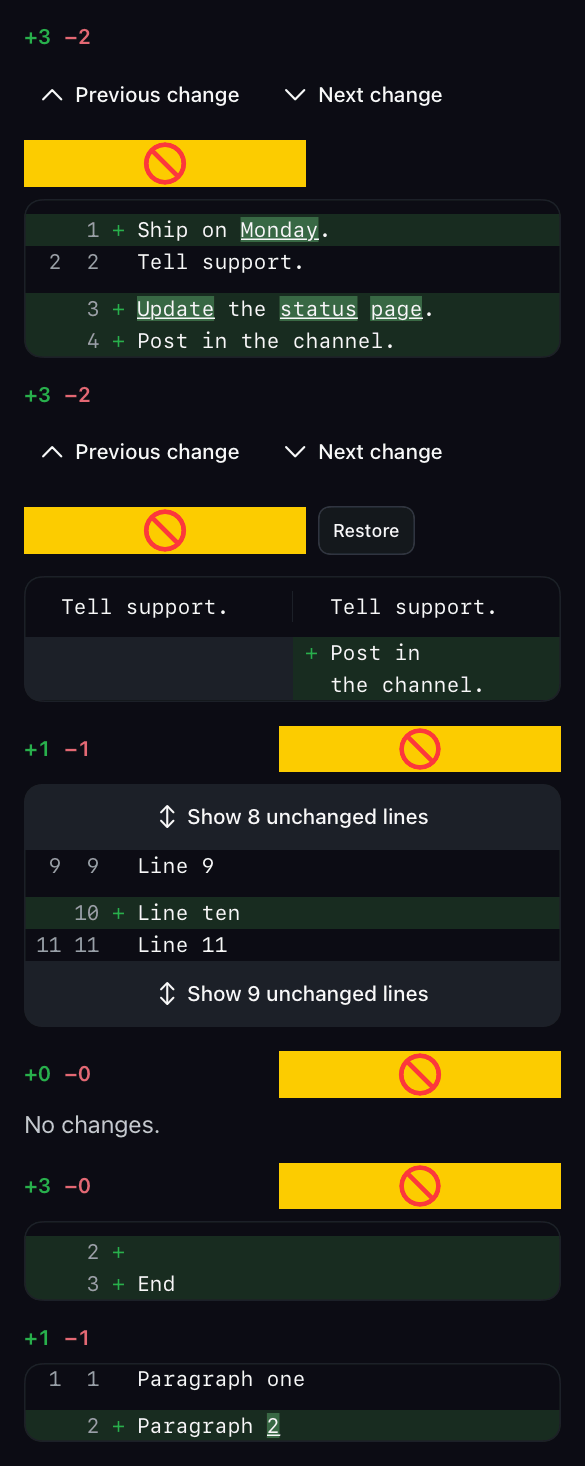 +3 −2
Previous change Next change
1 + Ship on Monday.
2 2 Tell support.
3 + Update the status page.
4 + Post in the channel.
+3 −2
Previous change Next change
Restore
Tell support. Tell support.
+ Post in
the channel.
+1 −1
Show 8 unchanged lines
9 9 Line 9
10 + Line ten
11 11 Line 11
Show 9 unchanged lines
+0 −0
No changes.
+3 −0
2 +
3 + End
+1 −1
1 1 Paragraph one
2 + Paragraph 2